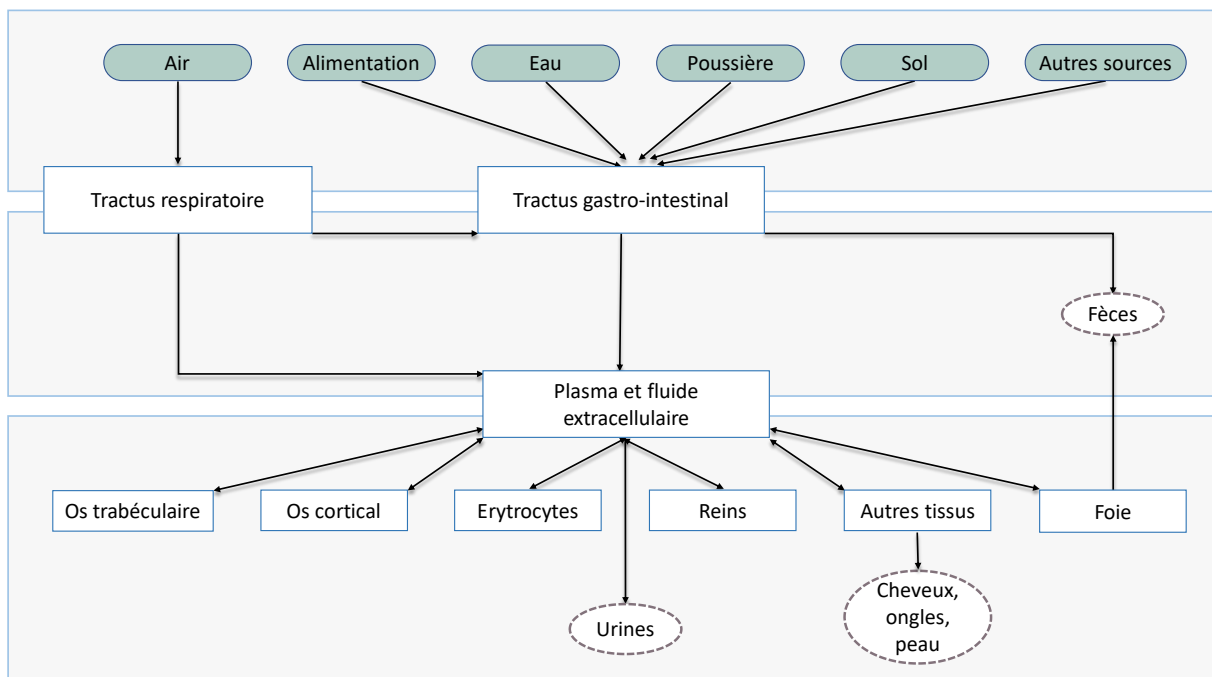 Air
Alimentation
Eau
Poussière
Sol
Autres sources
Tractus respiratoire
Tractus gastro-intestinal
Fèces
Plasma et fluide
extracellulaire
Os trabéculaire
Os cortical
Erytrocytes
Reins
Autres tissus
Foie
Cheveux,
ongles,
peau
Urines